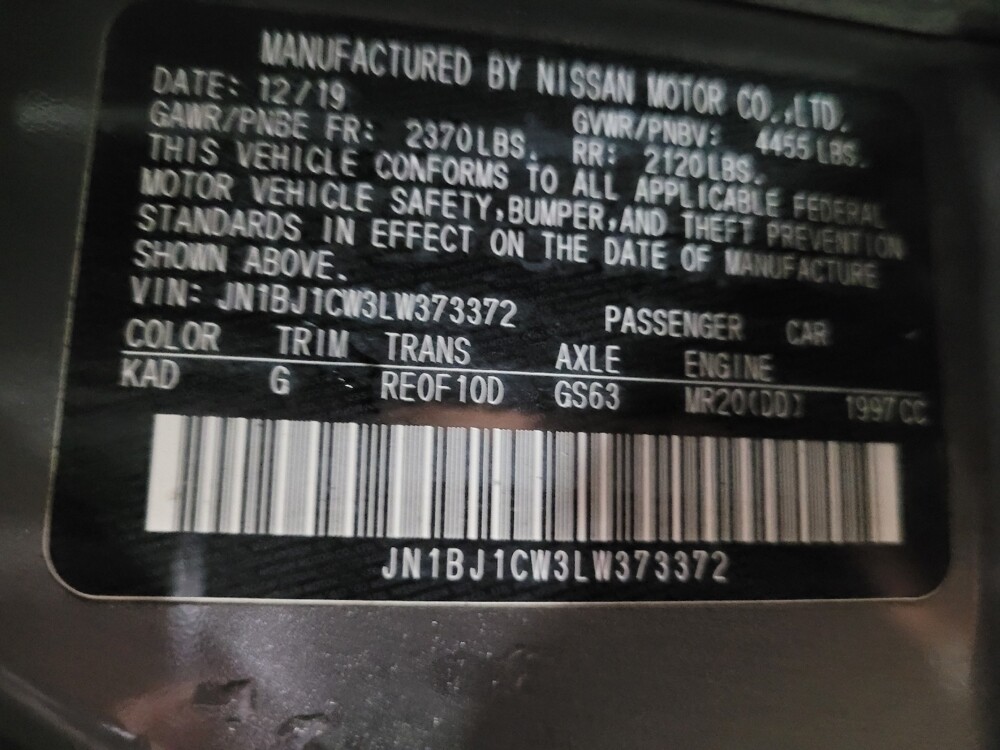 MANUFACTURED BY NISSAN MOTOR CO.,LTD.
DATE: 12/19 GVWR/PNBV: 4455 LBS.
GAWR/PNBE FR: 2370LBS. RR: 2120LBS.
THIS VEHICLE CONFORMS TO ALL APPLICABLE FEDERAL
MOTOR VEHICLE SAFETY,BUMPER,AND THEFT PREVENTION
STANDARDS IN EFFECT ON THE DATE OF MANUFACTURE
SHOWN ABOVE.
VIN: JN1BJ1CW3LW373372 PASSENGER CAR
COLOR TRIM TRANS AXLE ENGINE
KAD G RE0F10D GS63 MR20(DD) 1997CC
JN1BJ1CW3LW373372